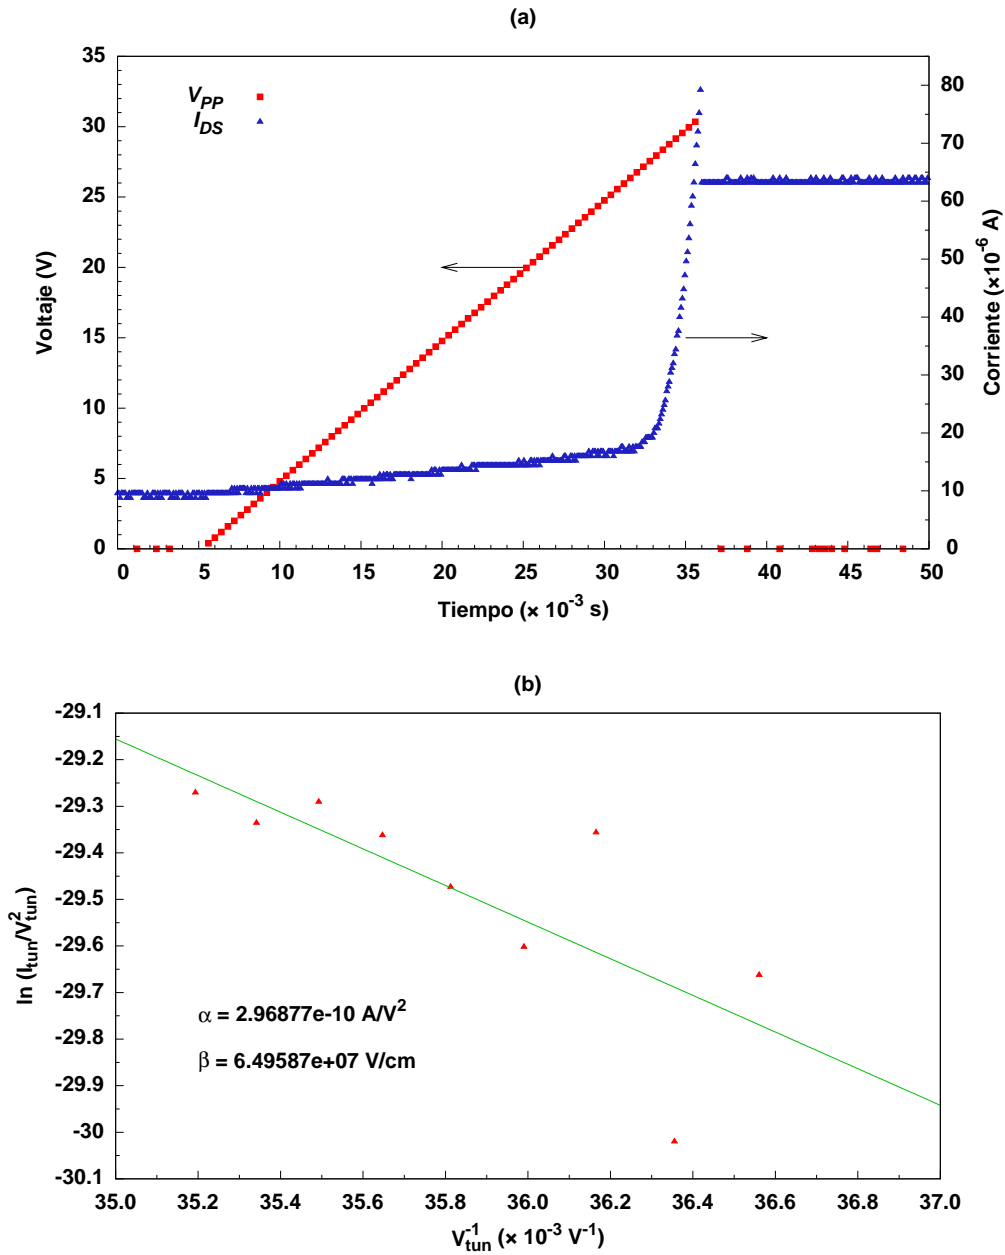 (a)
35
30
25
20
15
10
5
0
Voltaje (V)
V_PP
I_DS
80
70
60
50
40
30
20
10
0
Corriente (×10^-6 A)
0 5 10 15 20 25 30 35 40 45 50
Tiempo (× 10^-3 s)
(b)
-29.1
-29.2
-29.3
-29.4
-29.5
-29.6
-29.7
-29.8
-29.9
-30
-30.1
ln (I_tun/V_tun^2)
α = 2.96877e-10 A/V^2
β = 6.49587e+07 V/cm
35.0 35.2 35.4 35.6 35.8 36.0 36.2 36.4 36.6 36.8 37.0
V_tun^-1 (× 10^-3 V^-1)